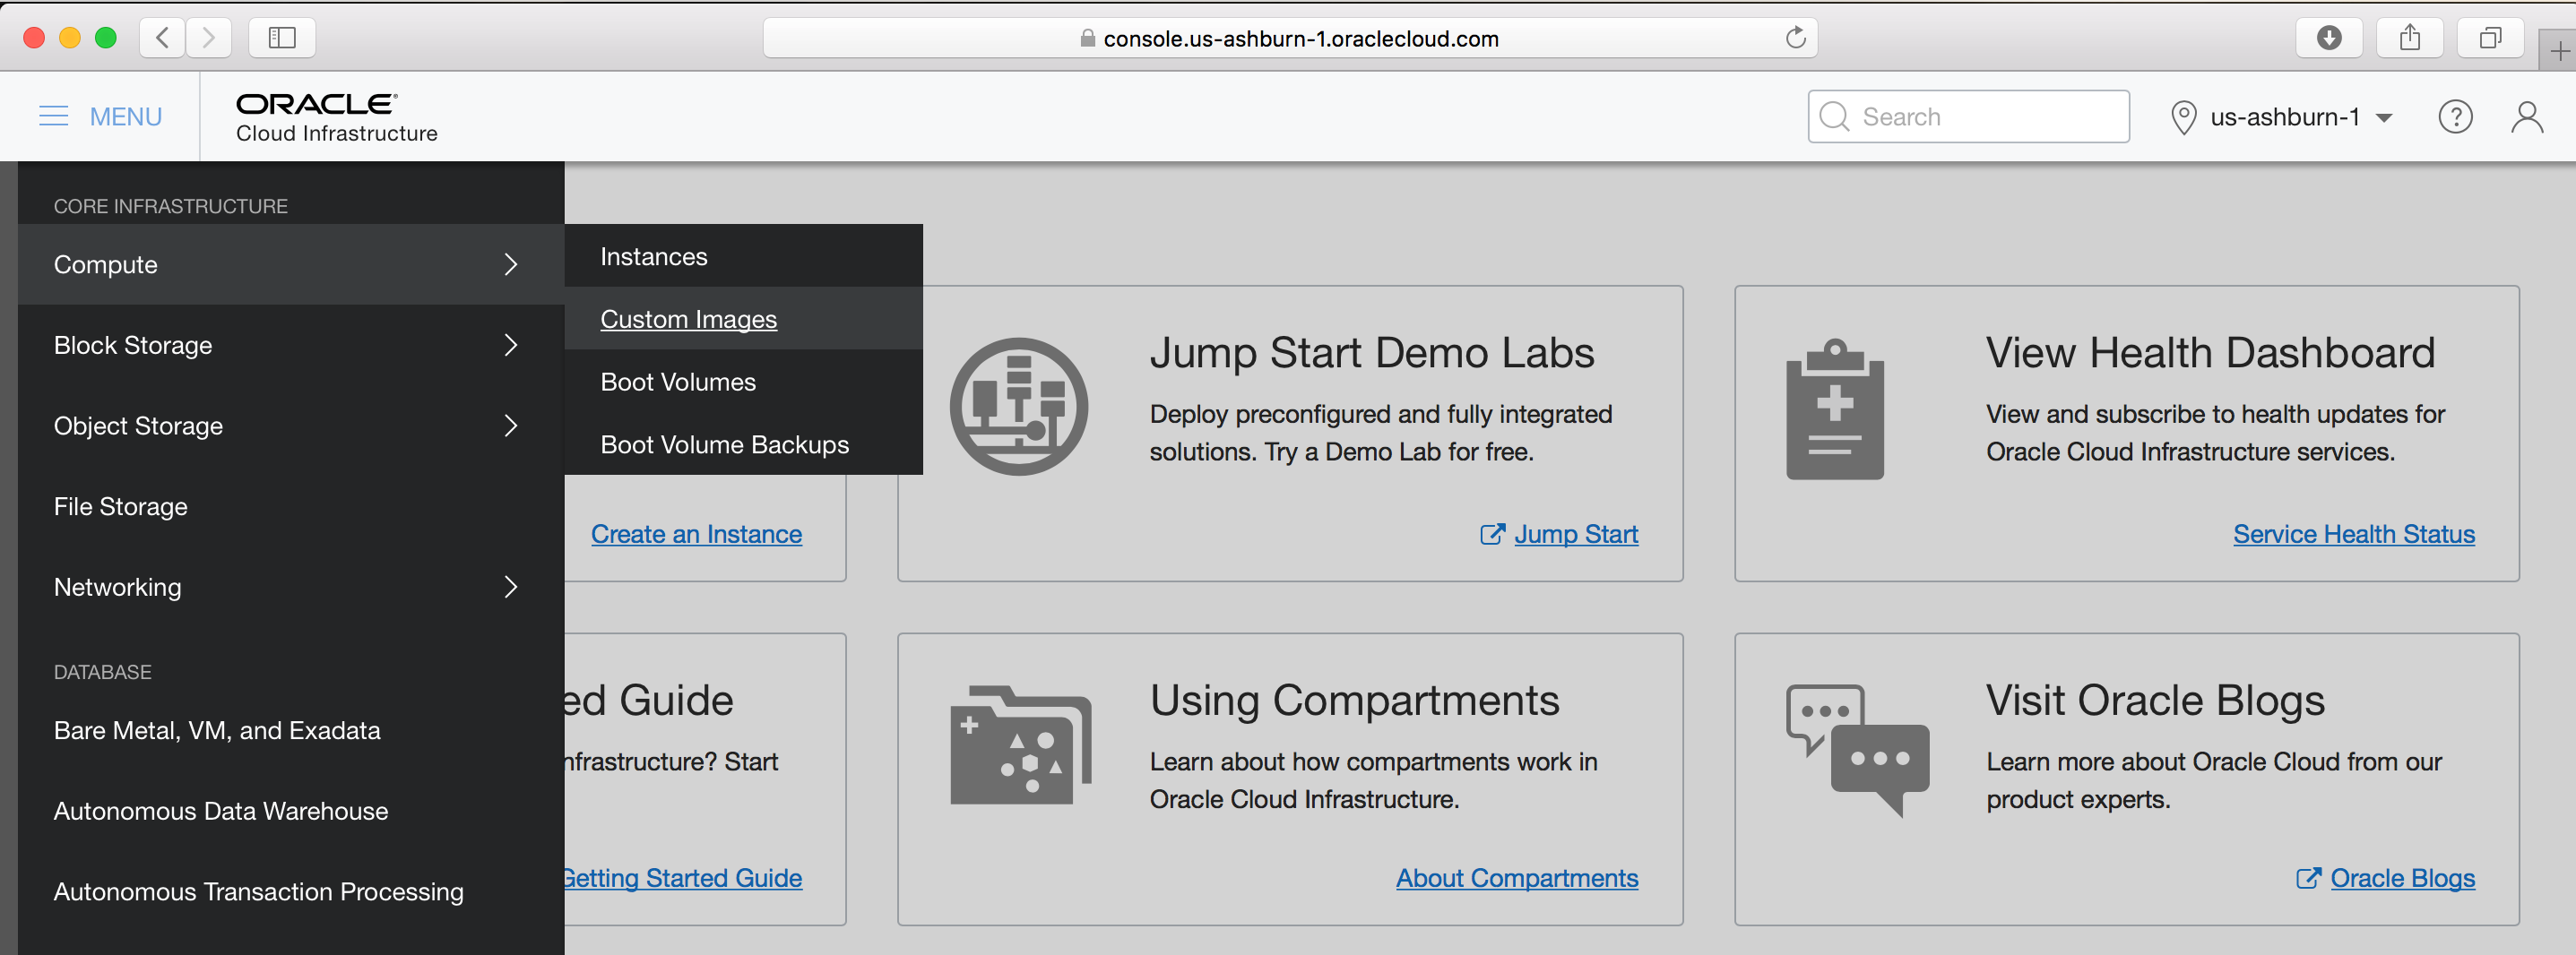 console.us-ashburn-1.oraclecloud.com
MENU
ORACLE®
Cloud Infrastructure
Search
us-ashburn-1
?
CORE INFRASTRUCTURE
Compute
Block Storage
Object Storage
File Storage
Networking
DATABASE
Bare Metal, VM, and Exadata
Autonomous Data Warehouse
Autonomous Transaction Processing
Instances
Custom Images
Boot Volumes
Boot Volume Backups
Create an Instance
Jump Start Demo Labs
Deploy preconfigured and fully integrated
solutions. Try a Demo Lab for free.
Jump Start
View Health Dashboard
View and subscribe to health updates for
Oracle Cloud Infrastructure services.
Service Health Status
ed Guide
nfrastructure? Start
Getting Started Guide
Using Compartments
Learn about how compartments work in
Oracle Cloud Infrastructure.
About Compartments
Visit Oracle Blogs
Learn more about Oracle Cloud from our
product experts.
Oracle Blogs